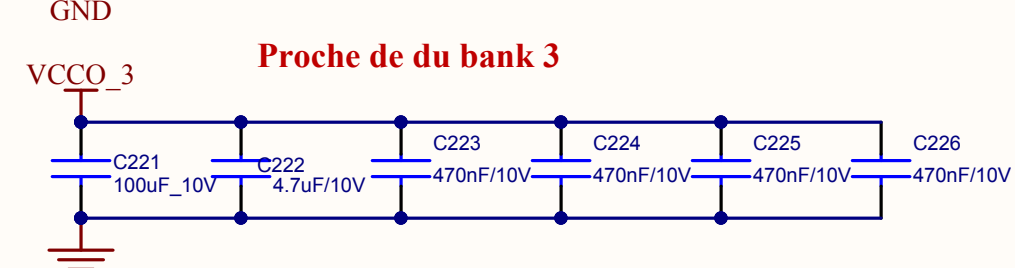 GND
Proche de du bank 3
VCCO_3
C221
100uF_10V
C222
4.7uF/10V
C223
470nF/10V
C224
470nF/10V
C225
470nF/10V
C226
470nF/10V